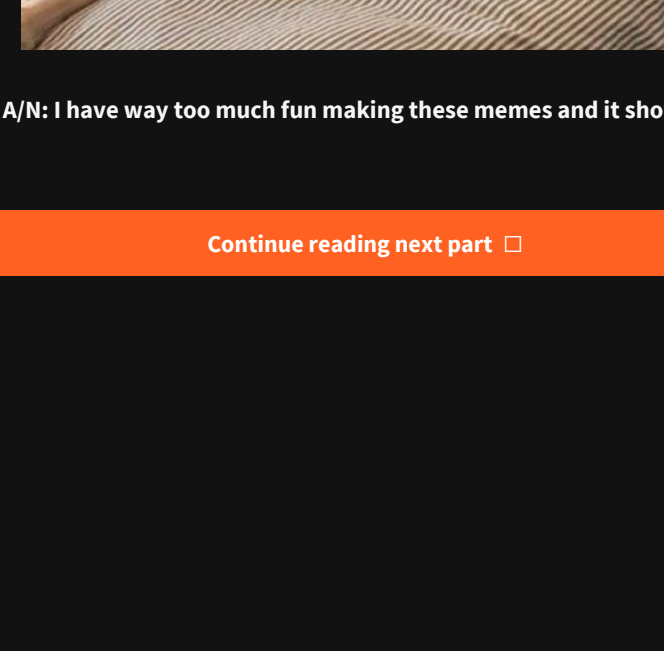 A/N: I have way too much fun making these memes and it sho
Continue reading next part